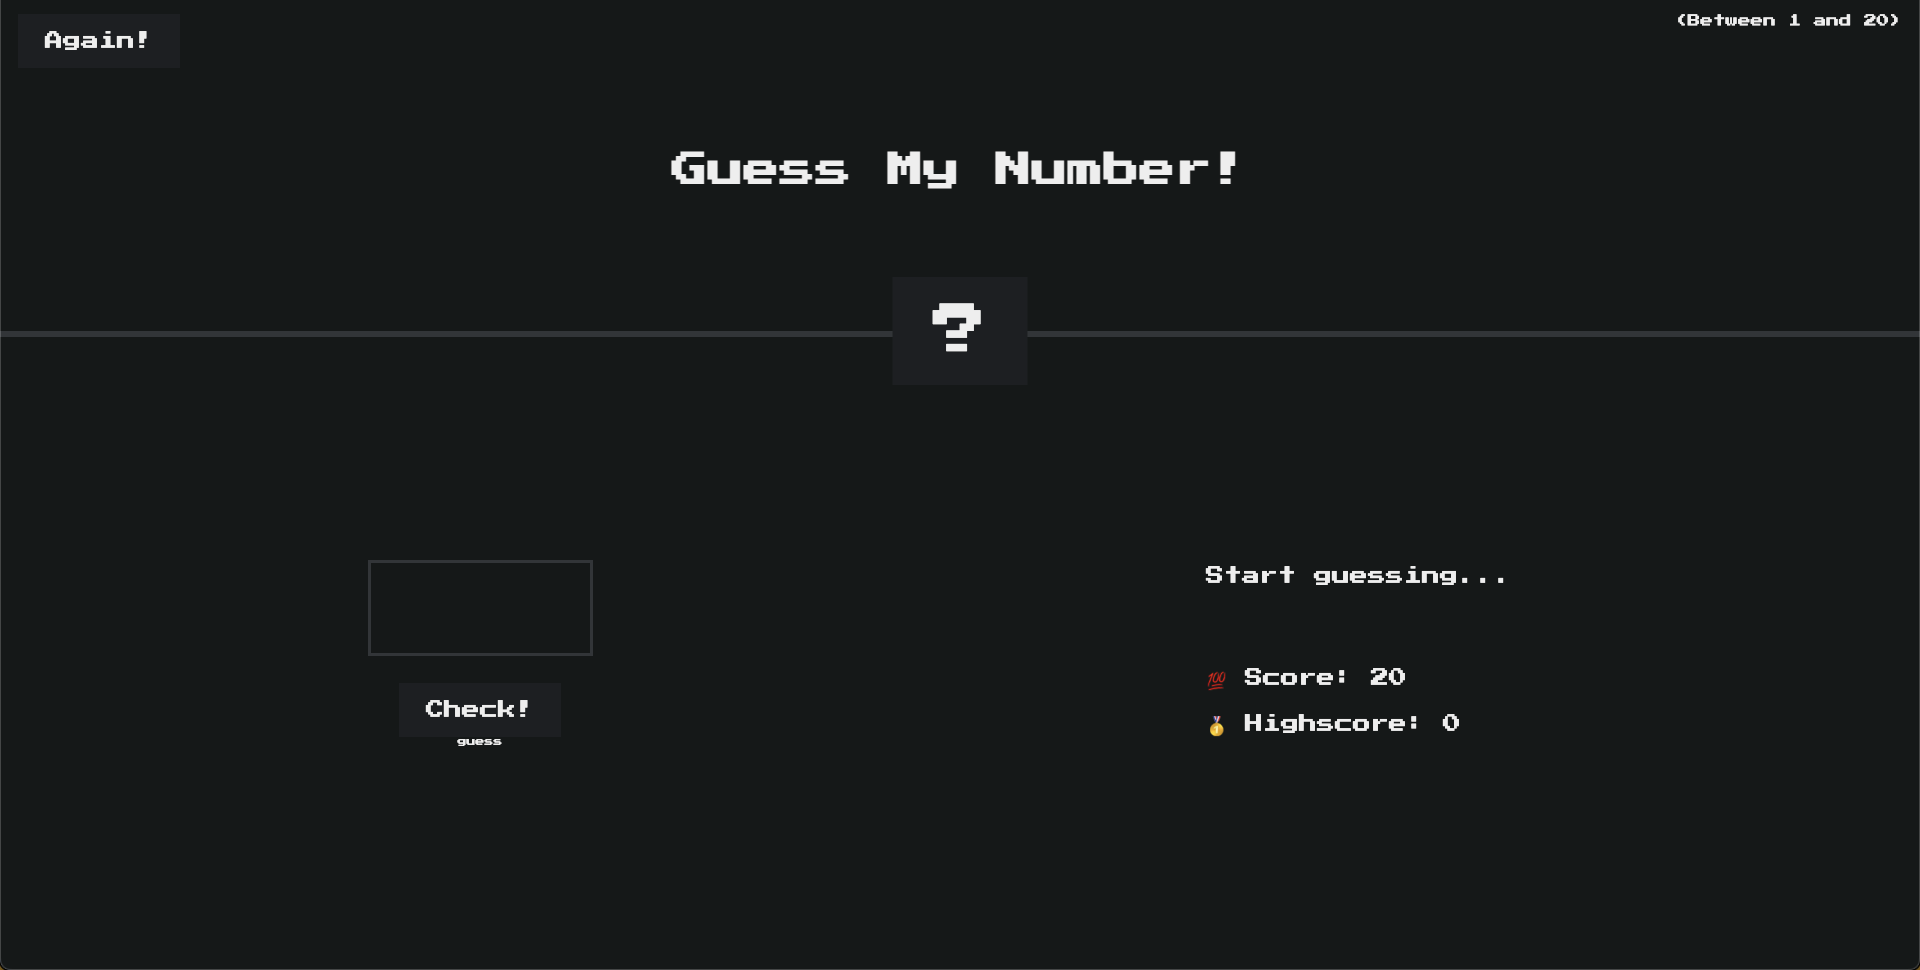 Again!
(Between 1 and 20)
Guess My Number!
?
Start guessing...
💯 Score: 20
🥇 Highscore: 0
Check!
guess